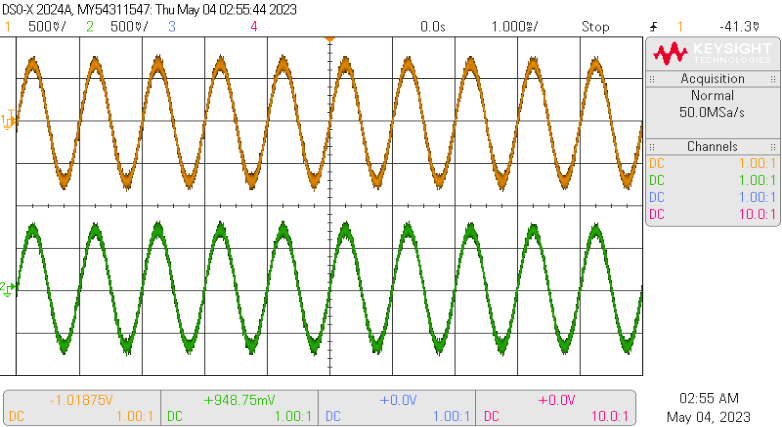 DSO-X 2024A, MY54311547: Thu May 04 02:55:44 2023
1 500mV/ 2 500mV/ 3 4 0.0s 1.000ms/ Stop 1 -41.3mV
KEYSIGHT
TECHNOLOGIES
Acquisition
Normal
50.0MSa/s
Channels
DC 1.00:1
DC 1.00:1
DC 1.00:1
DC 10.0:1
1
T
2
-1.01875V +948.75mV +0.0V +0.0V
DC 1.00:1 DC 1.00:1 DC 1.00:1 DC 10.0:1
02:55 AM
May 04, 2023